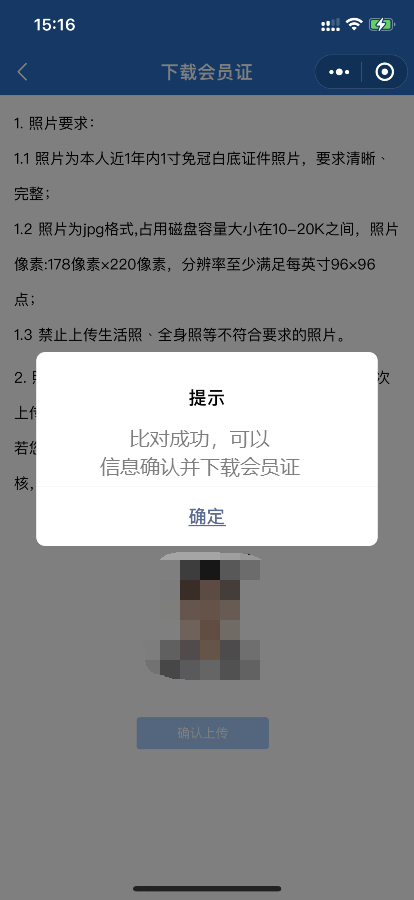 15:16
下载会员证
1. 照片要求：
1.1 照片为本人近1年内1寸免冠白底证件照片，要求清晰、
完整；
1.2 照片为jpg格式,占用磁盘容量大小在10-20K之间，照片
像素:178像素×220像素，分辨率至少满足每英寸96×96
点；
1.3 禁止上传生活照、全身照等不符合要求的照片。
2.
次
上传
若您
核，
提示
比对成功，可以
信息确认并下载会员证
确定
确认上传